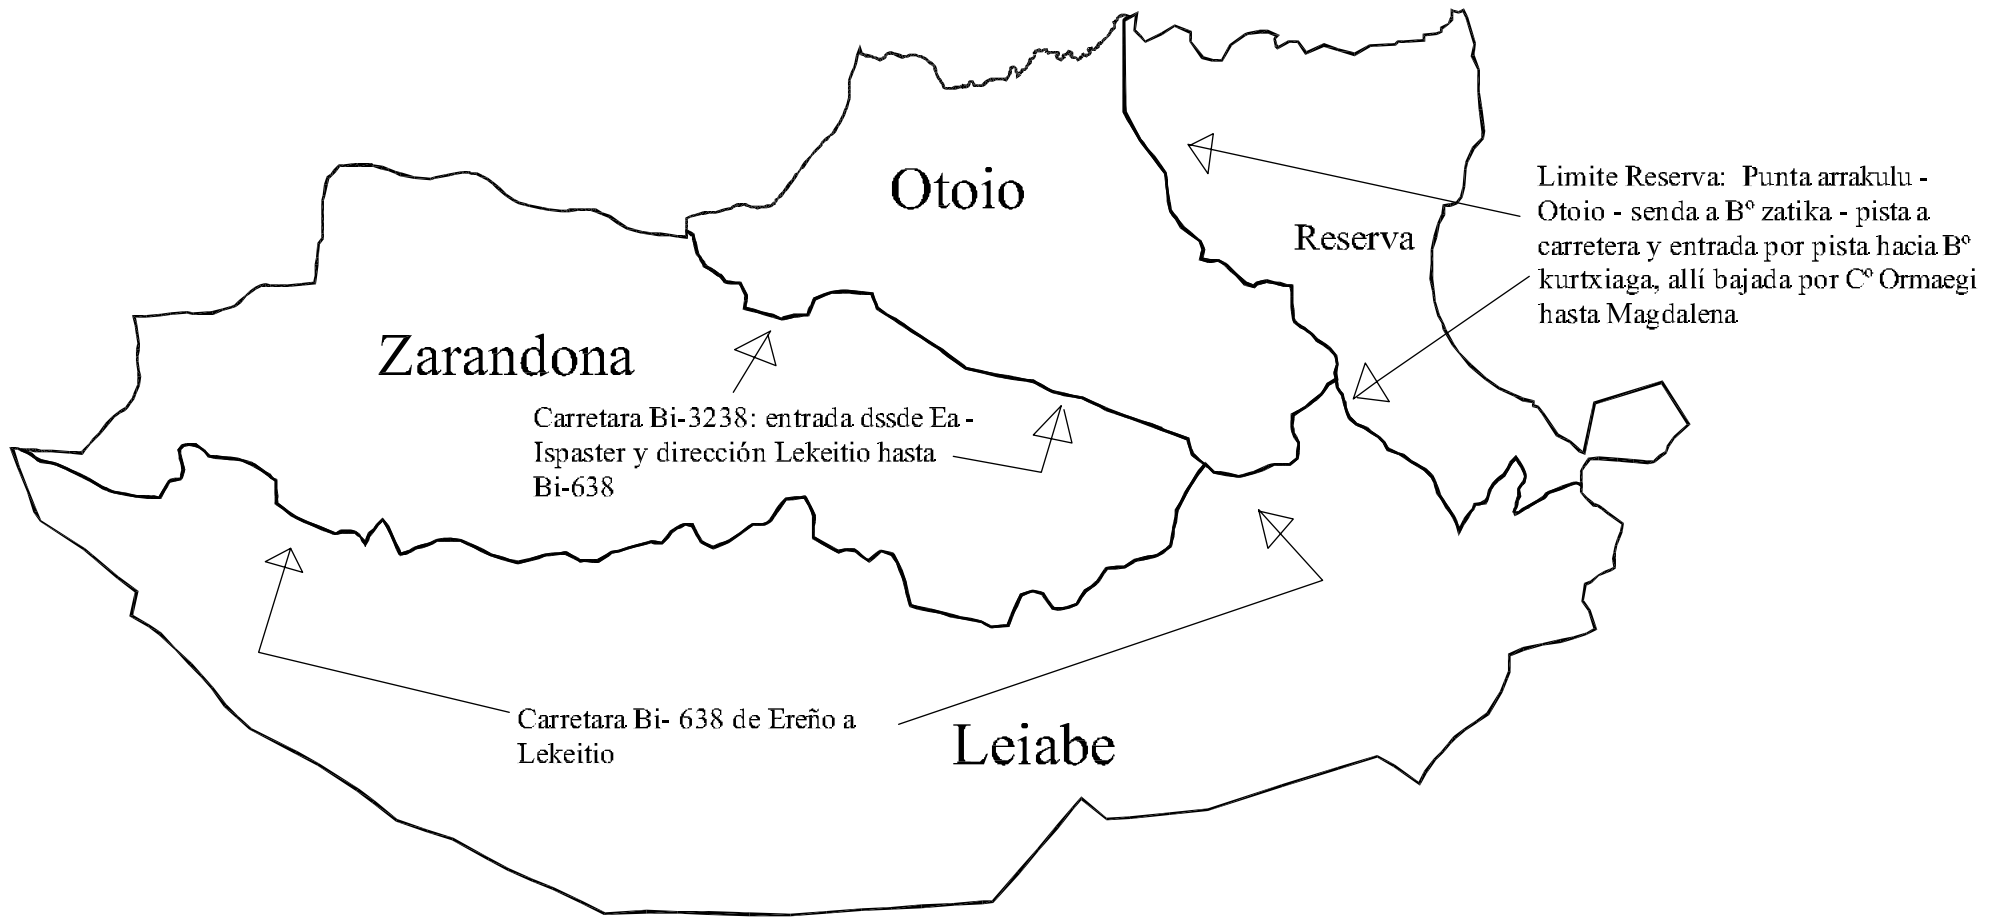 Otoio
Reserva
Limite Reserva: Punta arrakulu -
Otoio - senda a Bº zatika - pista a
carretera y entrada por pista hacia Bº
kurtxiaga, allí bajada por Cº Ormaegi
hasta Magdalena
Zarandona
Carretara Bi-3238: entrada dssde Ea -
Ispaster y dirección Lekeitio hasta
Bi-638
Carretara Bi- 638 de Ereño a
Lekeitio
Leiabe